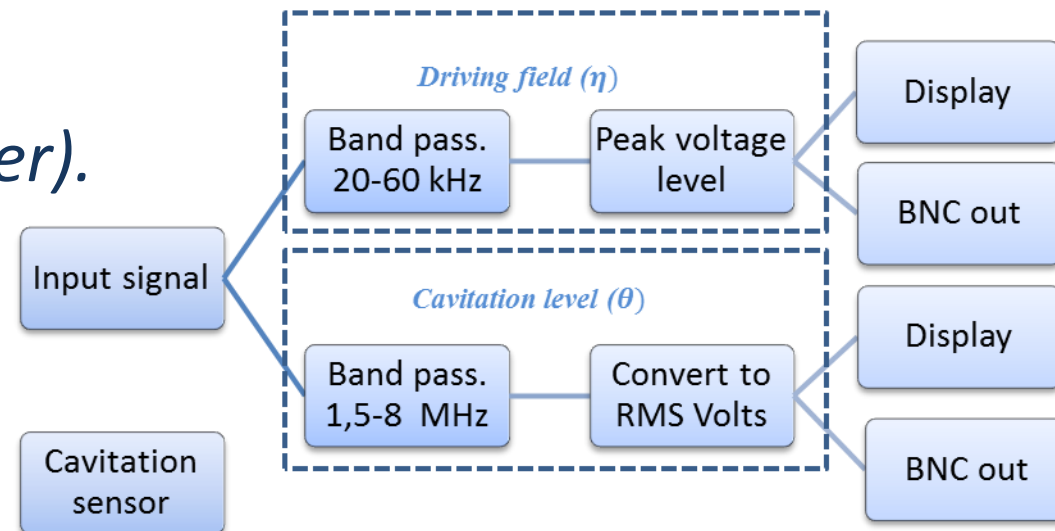 er).
Input signal
Cavitation
sensor
Driving field (η)
Band pass.
20-60 kHz
Peak voltage
level
Display
BNC out
Cavitation level (θ)
Band pass.
1,5-8 MHz
Convert to
RMS Volts
Display
BNC out